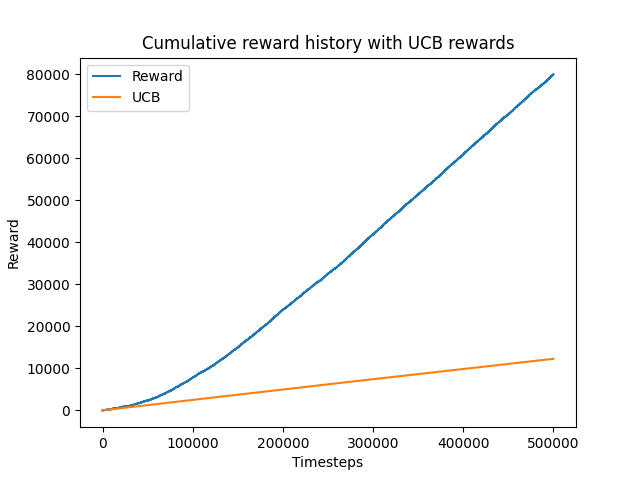 Cumulative reward history with UCB rewards
Reward
UCB
80000
70000
60000
50000
40000
30000
20000
10000
0
Reward
0 100000 200000 300000 400000 500000
Timesteps